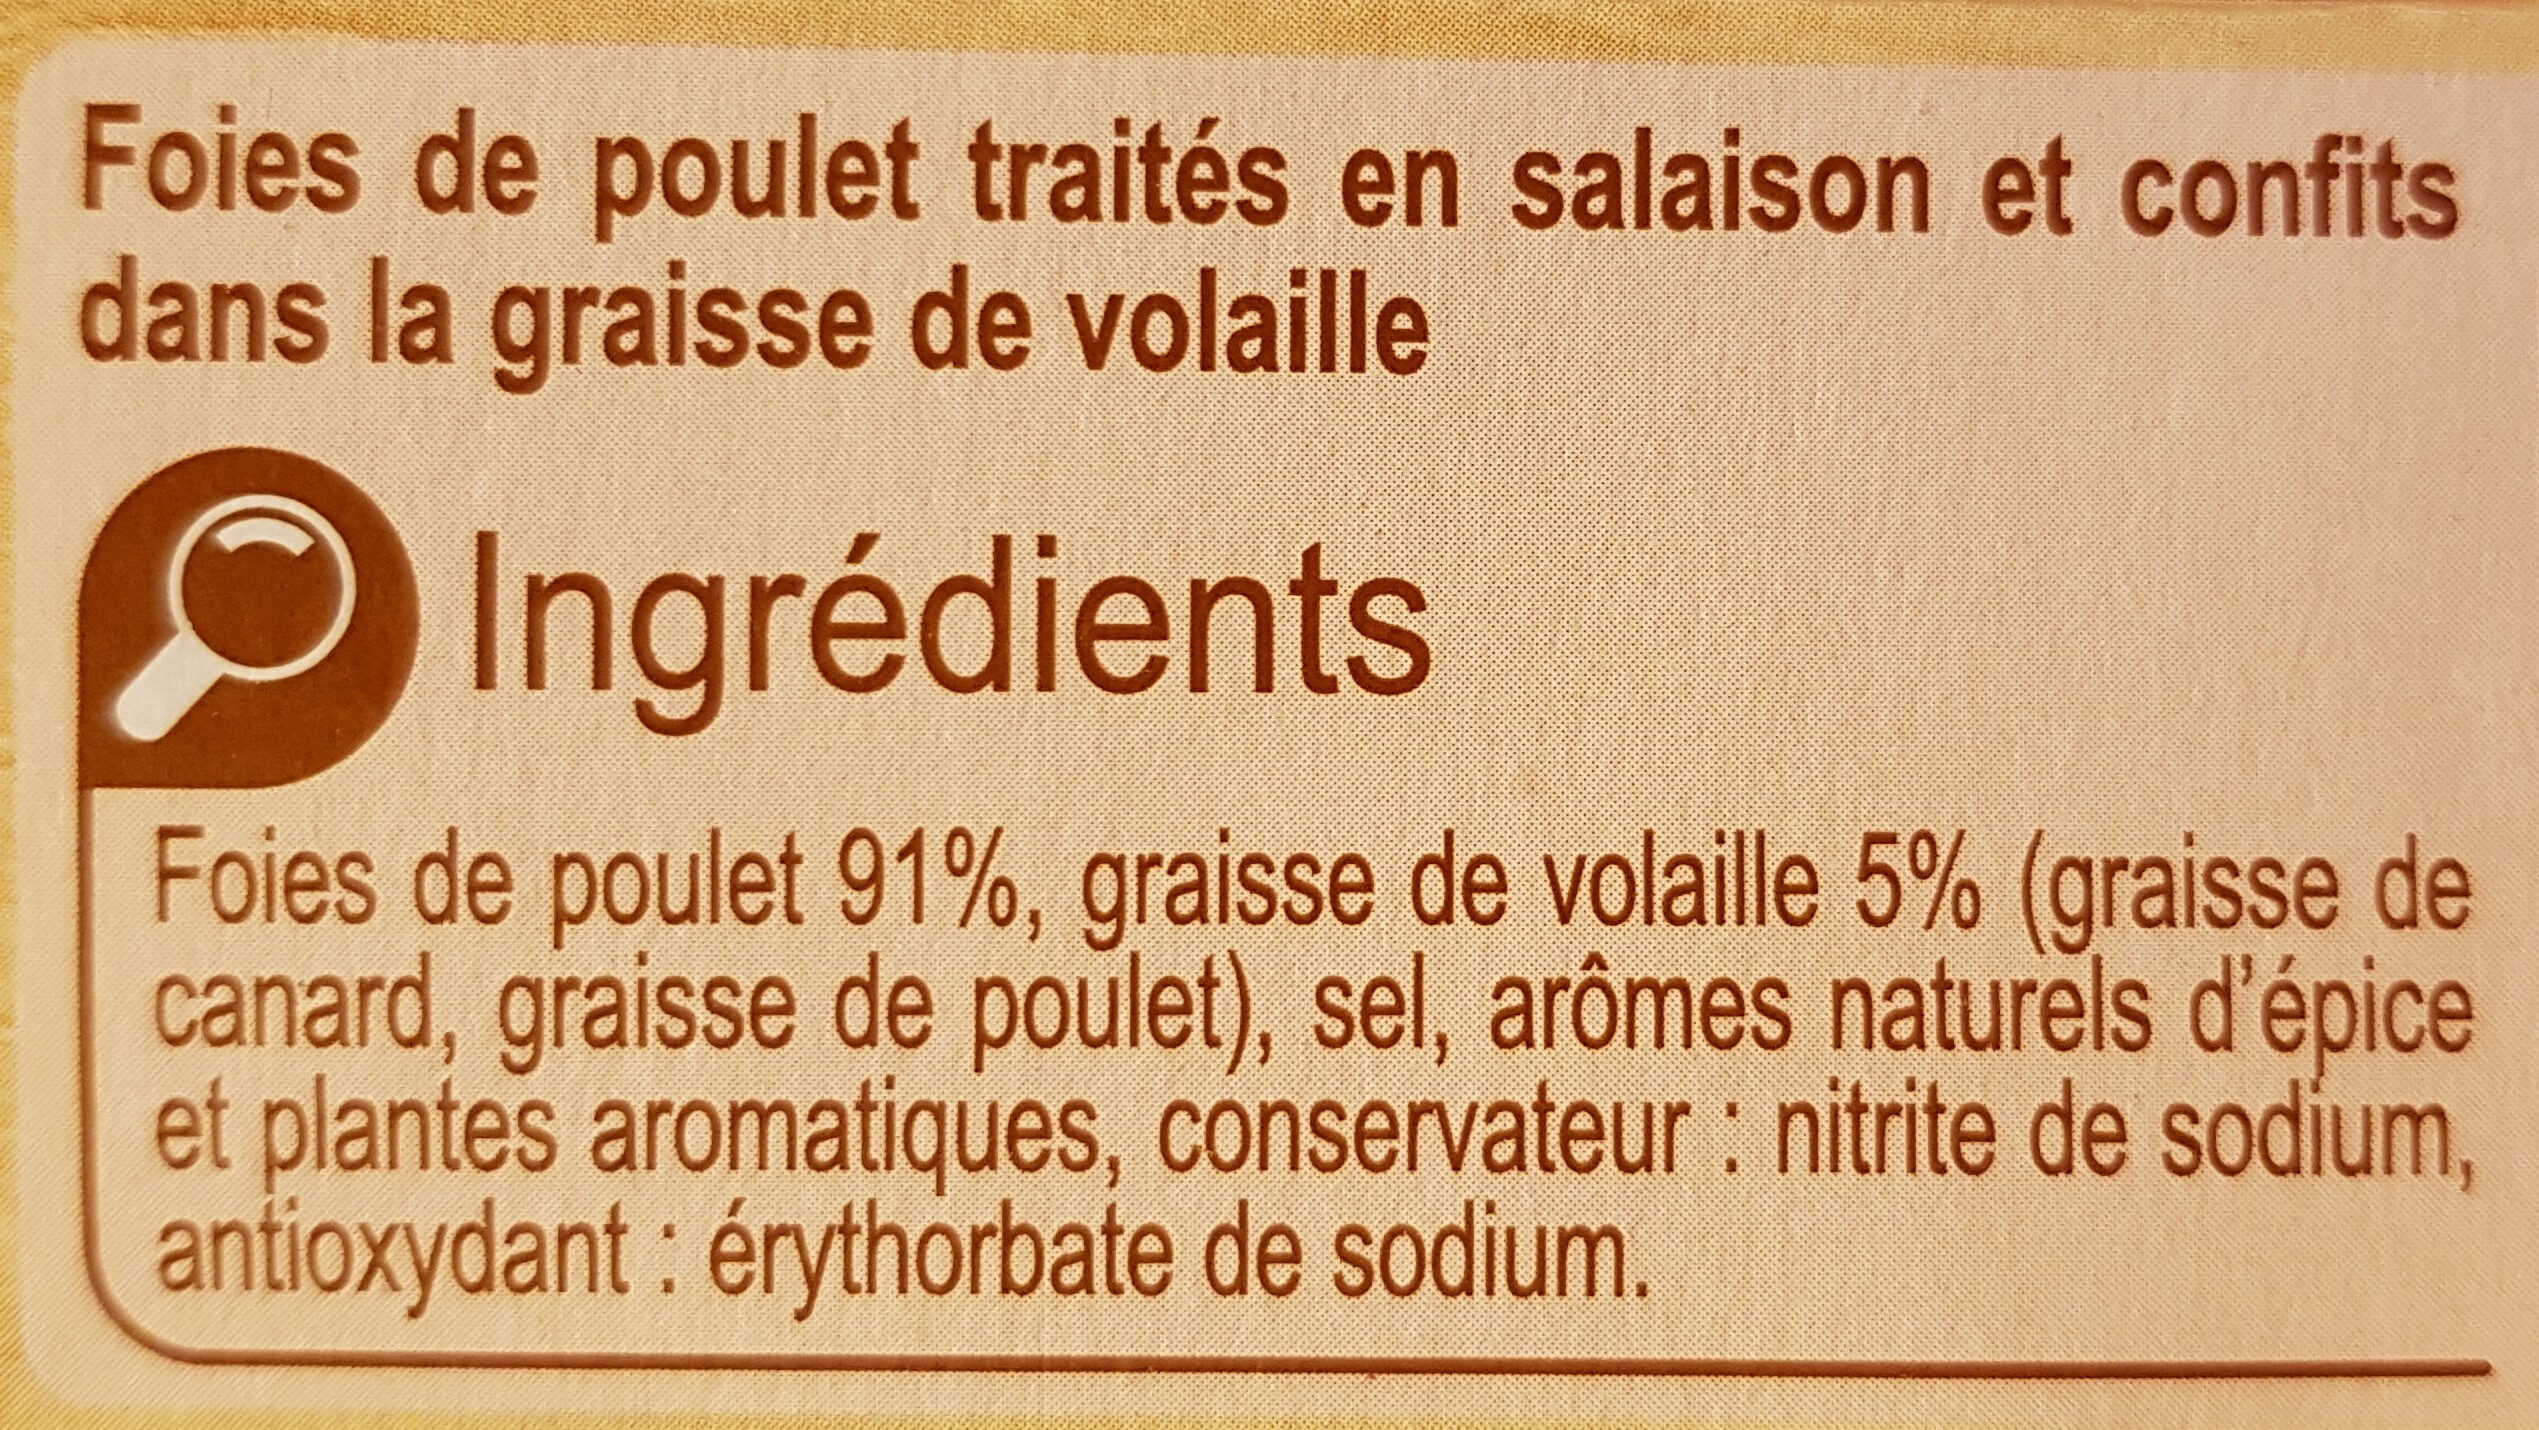 Foies de poulet traités en salaison et confits
dans la graisse de volaille
Ingrédients
Foies de poulet 91%, graisse de volaille 5% (graisse de
canard, graisse de poulet), sel, arômes naturels d'épice
et plantes aromatiques, conservateur : nitrite de sodium,
antioxydant : érythorbate de sodium.